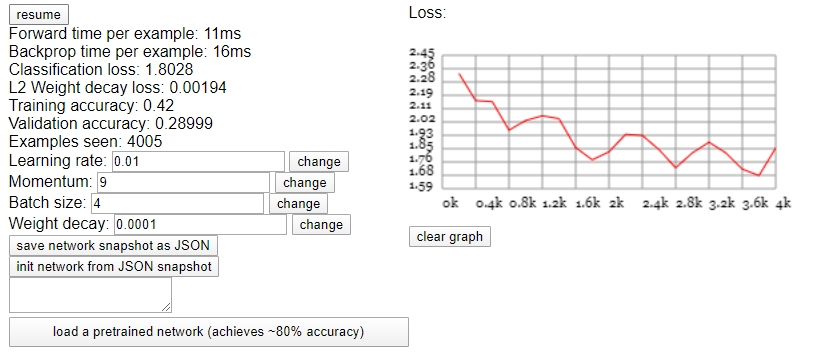 resume
Forward time per example: 11ms
Backprop time per example: 16ms
Classification loss: 1.8028
L2 Weight decay loss: 0.00194
Training accuracy: 0.42
Validation accuracy: 0.28999
Examples seen: 4005
Learning rate: 0.01 change
Momentum: 9 change
Batch size: 4 change
Weight decay: 0.0001 change
save network snapshot as JSON
init network from JSON snapshot
load a pretrained network (achieves ~80% accuracy)
Loss:
2.45
2.36
2.28
2.19
2.11
2.02
1.93
1.85
1.76
1.68
1.59
0k 0.4k 0.8k 1.2k 1.6k 2k 2.4k 2.8k 3.2k 3.6k 4k
clear graph